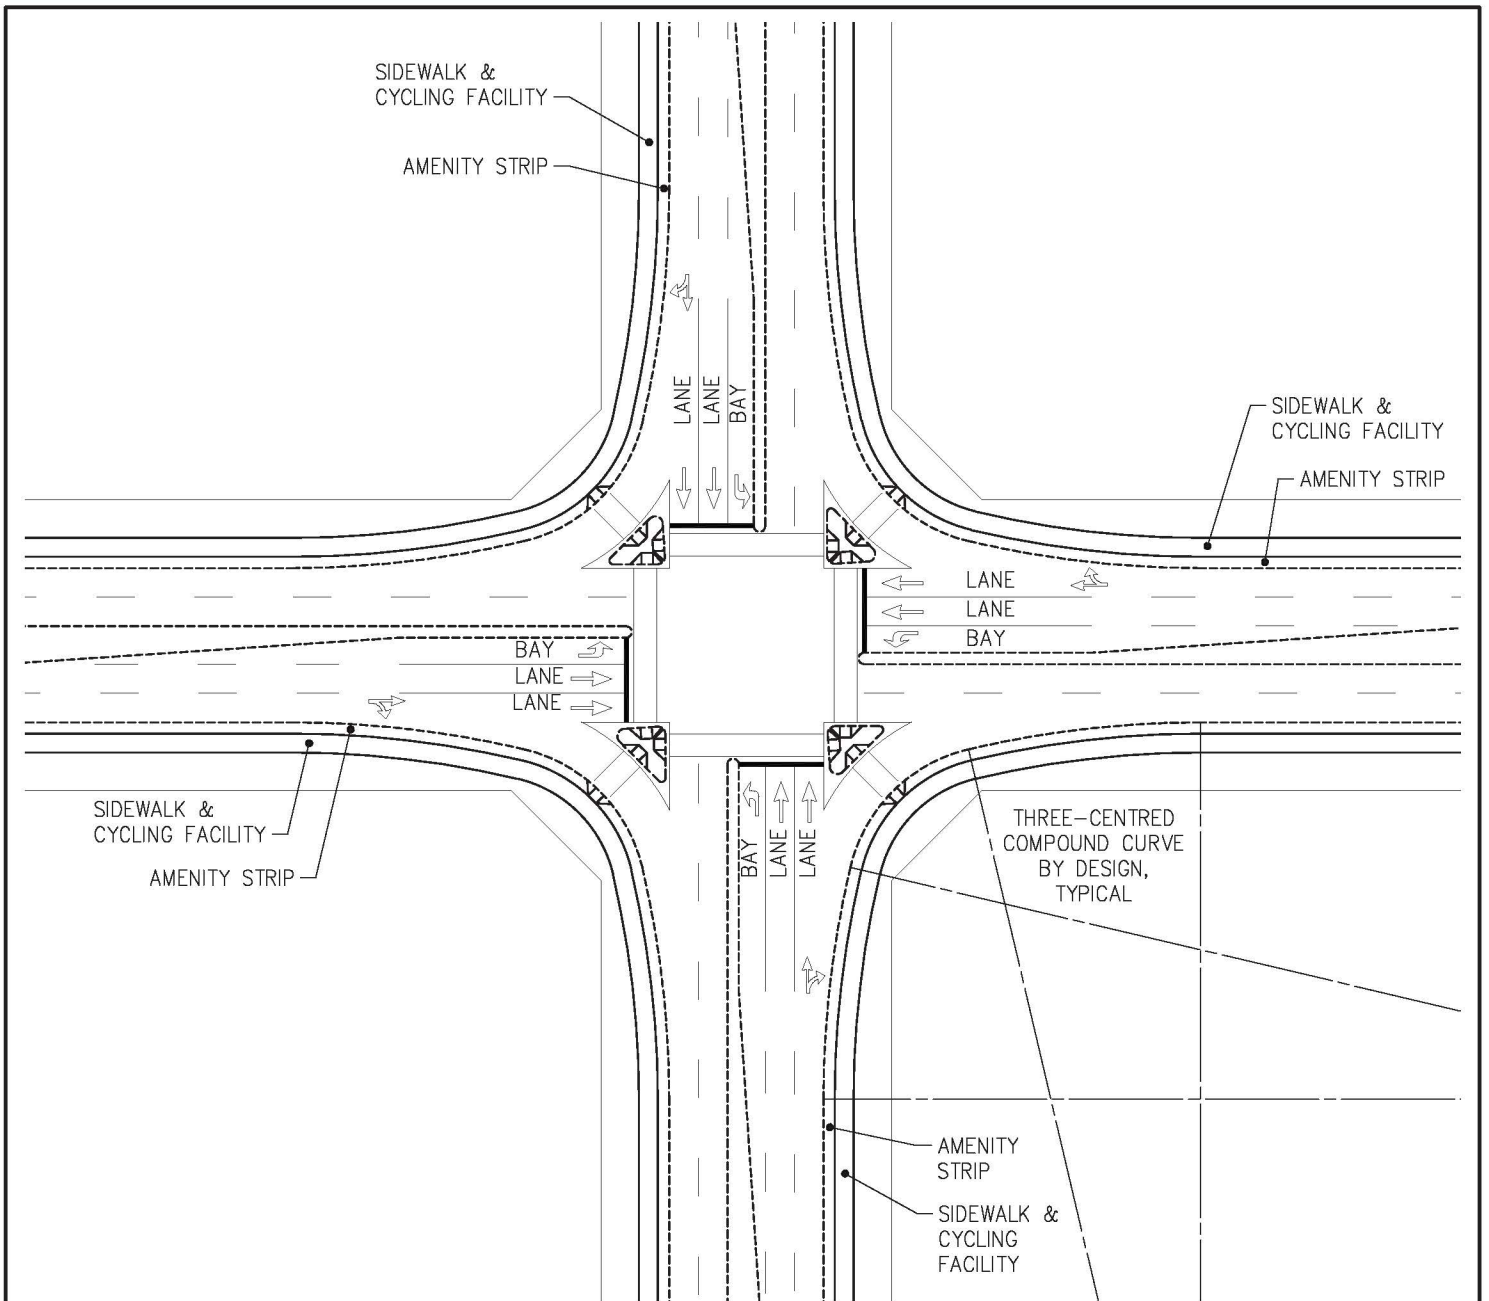 SIDEWALK &
CYCLING FACILITY
AMENITY STRIP
LANE
LANE
BAY
SIDEWALK &
CYCLING FACILITY
AMENITY STRIP
LANE
LANE
BAY
BAY
LANE
LANE
SIDEWALK &
CYCLING FACILITY
AMENITY STRIP
BAY
LANE
LANE
THREE-CENTRED
COMPOUND CURVE
BY DESIGN,
TYPICAL
AMENITY
STRIP
SIDEWALK &
CYCLING
FACILITY